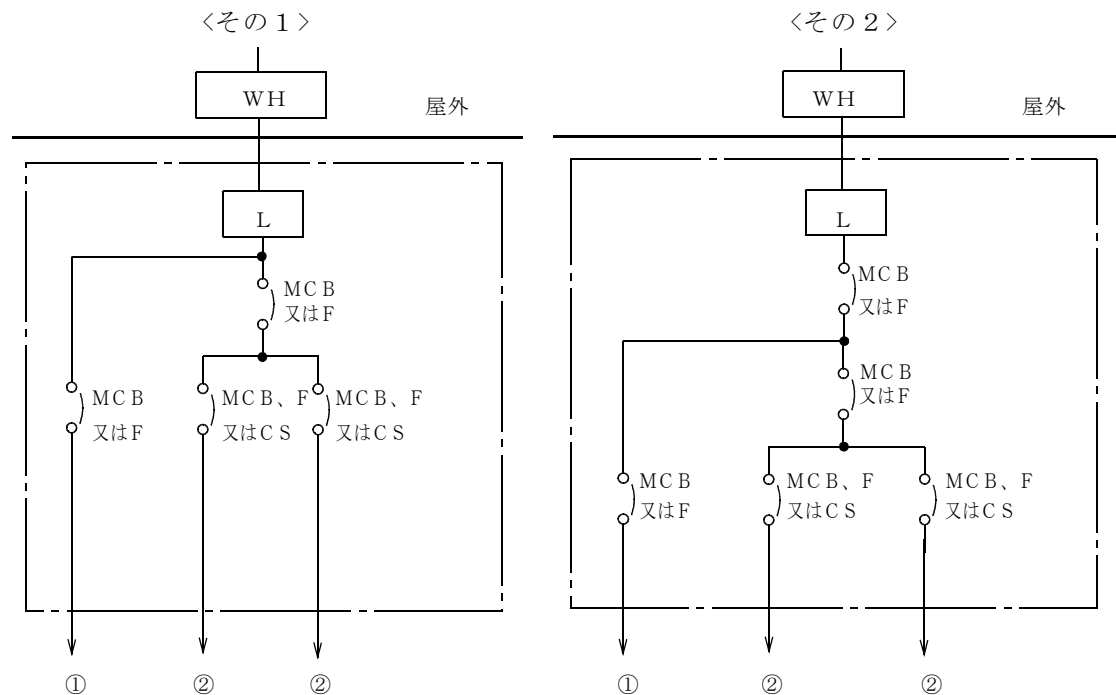 <その1>
WH
屋外
L
MCB
又はF
MCB
又はF
MCB、F
又はCS
MCB、F
又はCS
① ② ②
<その2>
WH
屋外
L
MCB
又はF
MCB
又はF
MCB
又はF
MCB、F
又はCS
MCB、F
又はCS
① ② ②